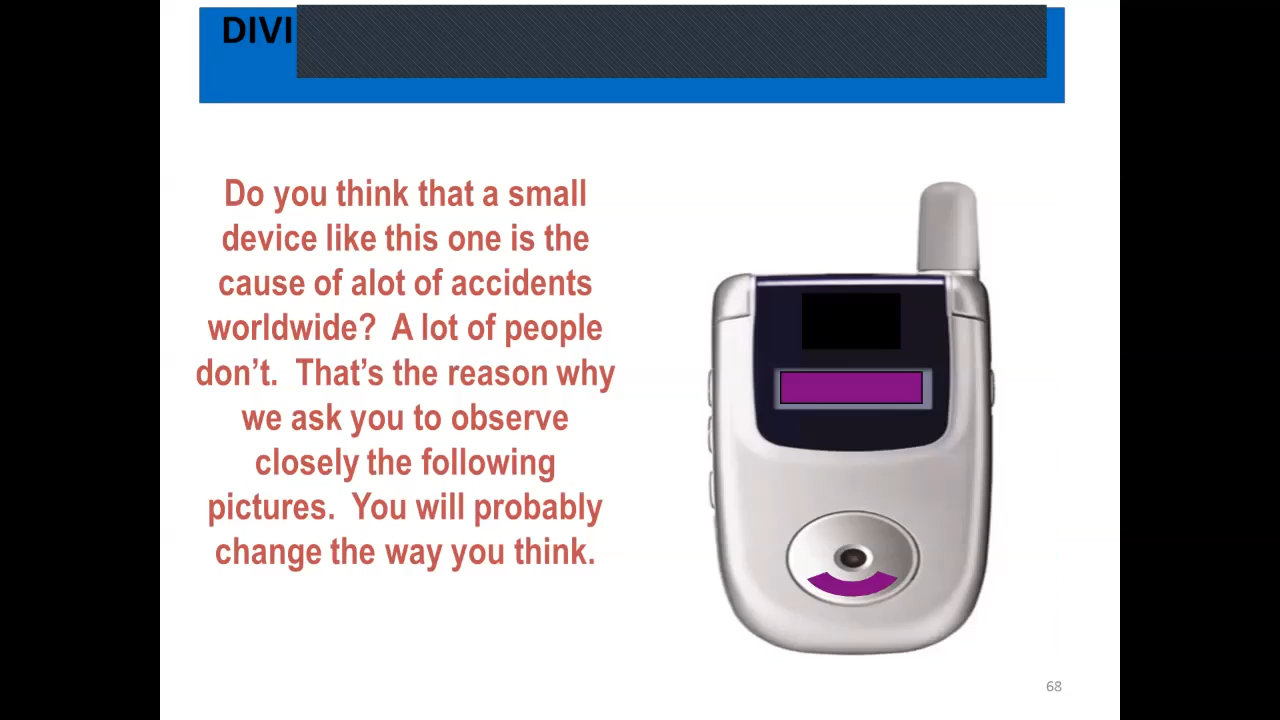 DIVI
Do you think that a small
device like this one is the
cause of alot of accidents
worldwide?  A lot of people
don’t.  That’s the reason why
we ask you to observe
closely the following
pictures.  You will probably
change the way you think.
68